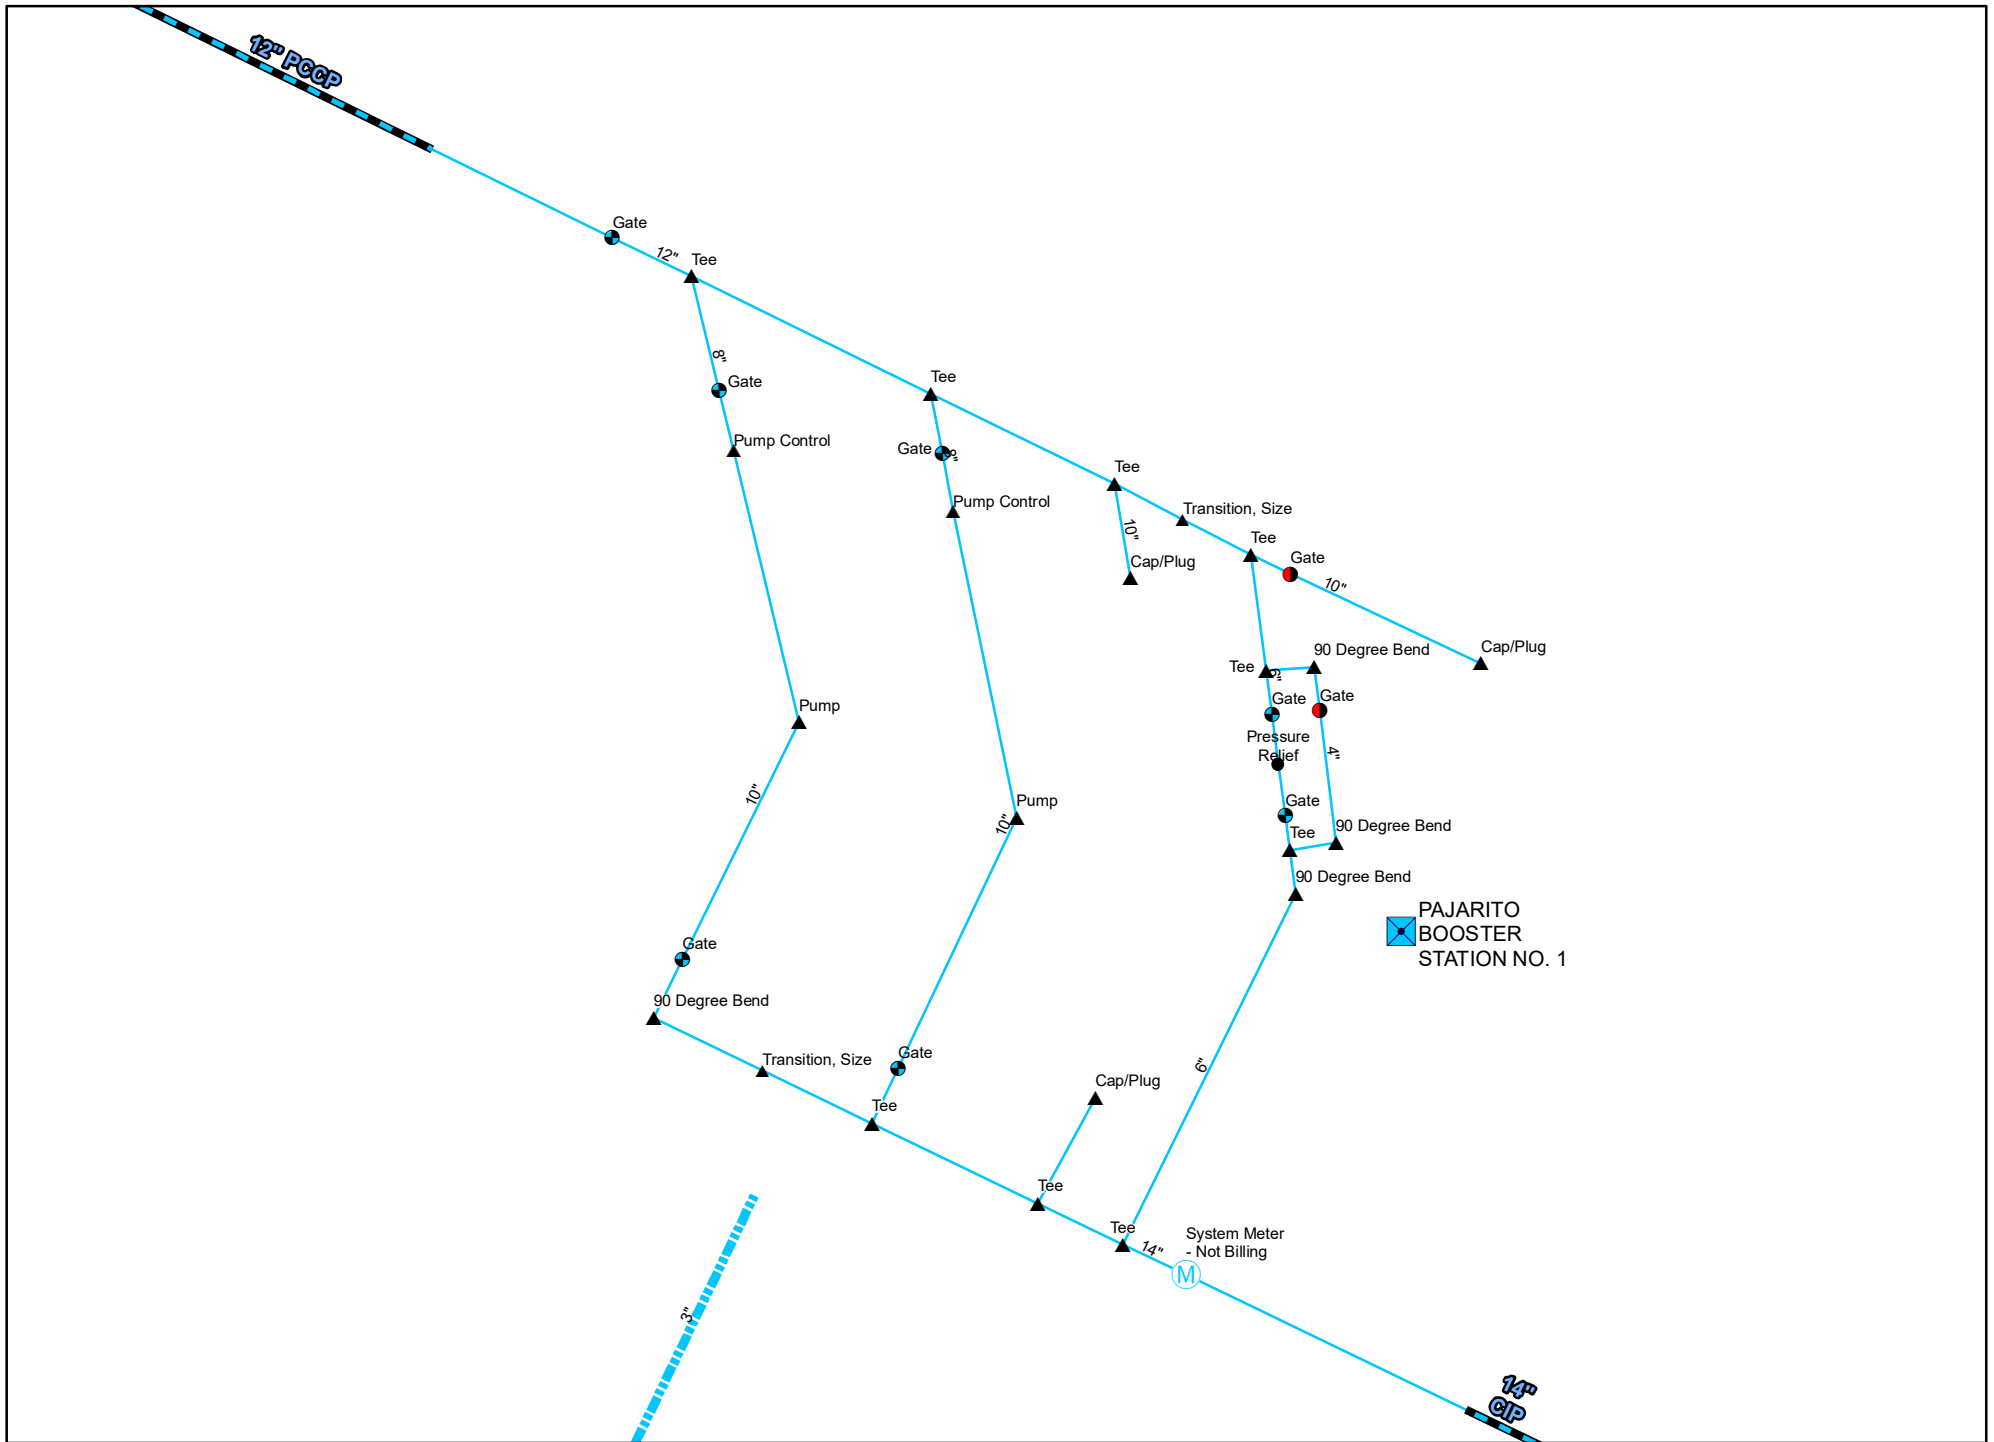 12" PCCP
Gate
12"
Tee
8"
Gate
Tee
Pump Control
Gate
8"
Tee
Pump Control
Transition, Size
10"
Tee
Gate
Cap/Plug
10"
Cap/Plug
90 Degree Bend
Tee
6"
Gate
Gate
Pump
Pressure
Relief
4"
10"
Pump
Gate
10"
Tee
90 Degree Bend
90 Degree Bend
PAJARITO
BOOSTER
STATION NO. 1
Gate
90 Degree Bend
Transition, Size
Gate
6"
Cap/Plug
Tee
Tee
Tee
System Meter
- Not Billing
14"
M
3"
14"
CIP